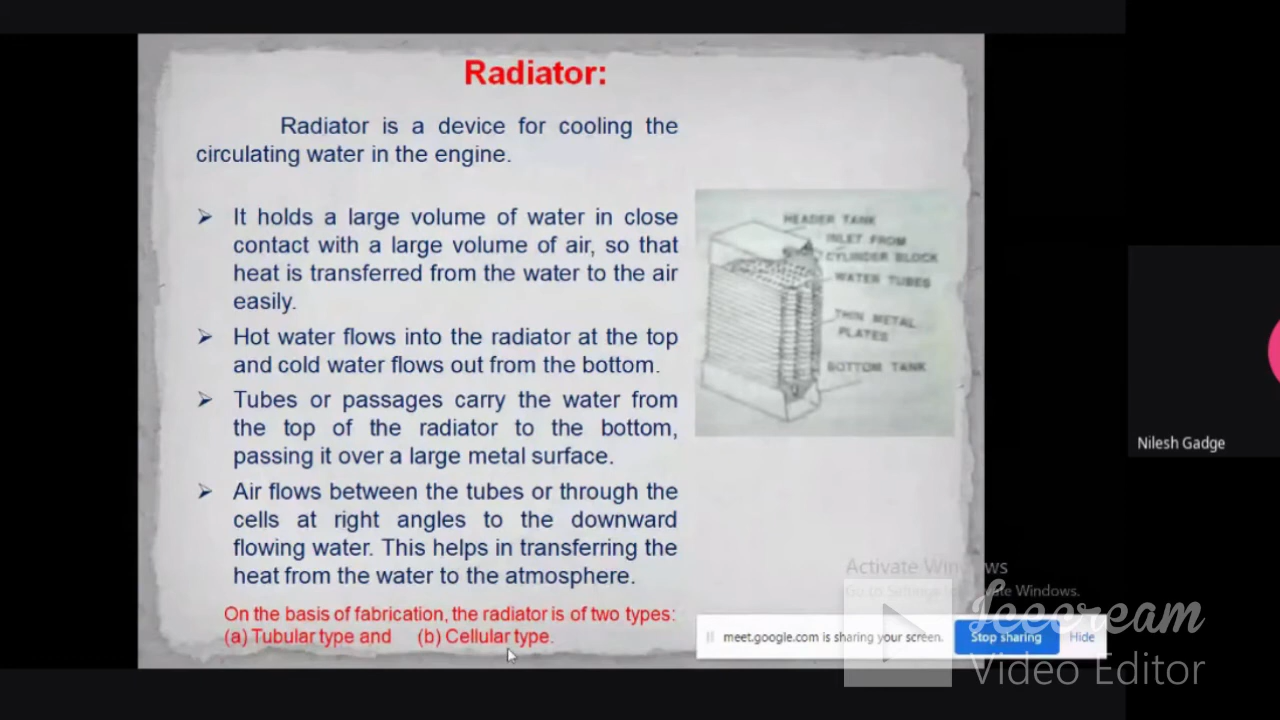 Radiator:
Radiator is a device for cooling the
circulating water in the engine.
➢ It holds a large volume of water in close
contact with a large volume of air, so that
heat is transferred from the water to the air
easily.
➢ Hot water flows into the radiator at the top
and cold water flows out from the bottom.
➢ Tubes or passages carry the water from
the top of the radiator to the bottom,
passing it over a large metal surface.
➢ Air flows between the tubes or through the
cells at right angles to the downward
flowing water. This helps in transferring the
heat from the water to the atmosphere.
On the basis of fabrication, the radiator is of two types:
(a) Tubular type and (b) Cellular type.
HEADER TANK
INLET FROM
CYLINDER BLOCK
WATER TUBES
THIN METAL
PLATES
BOTTOM TANK
Nilesh Gadge
Activate Windows
Go to Settings to activate Windows.
meet.google.com is sharing your screen.
Stop sharing
Hide
Icecream
Video Editor